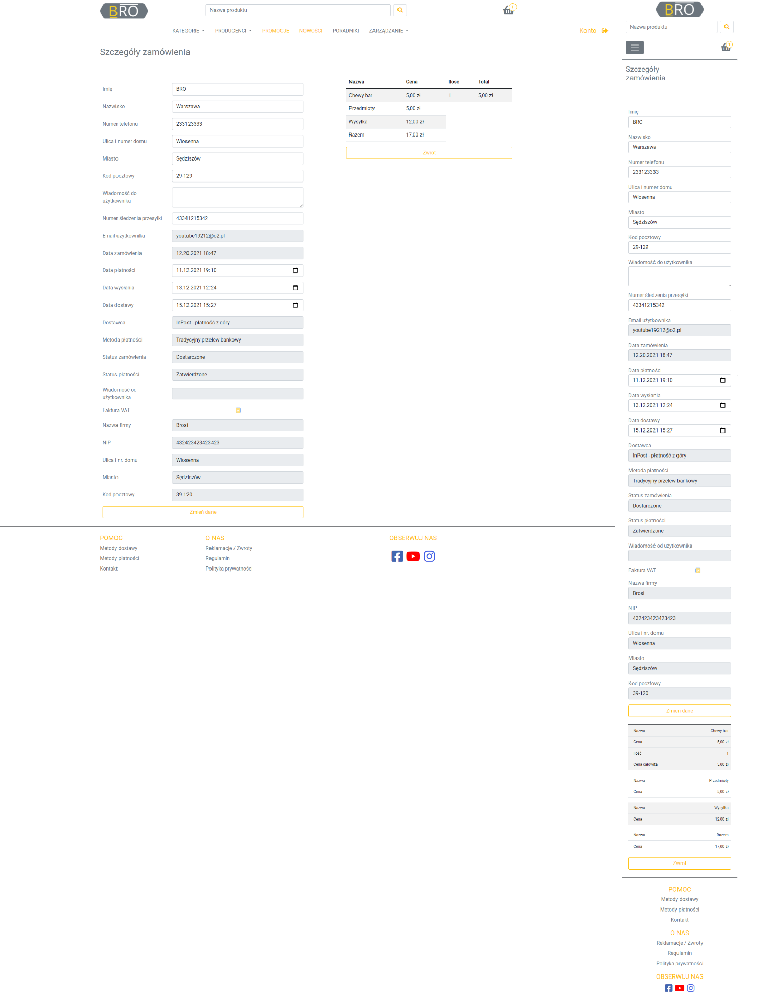 BRO
Nazwa produktu
1
KATEGORIE
PRODUCENCI
PROMOCJE
NOWOŚCI
PORADNIKI
ZARZĄDZANIE
Konto
Szczegóły zamówienia
Imię
BRO
Nazwisko
Warszawa
Numer telefonu
233123333
Ulica i numer domu
Wiosenna
Miasto
Sędziszów
Kod pocztowy
29-129
Wiadomość do
użytkownika
Numer śledzenia przesyłki
43341215342
Email użytkownika
youtube19212@o2.pl
Data zamówienia
12.20.2021 18:47
Data płatności
11.12.2021 19:10
Data wysłania
13.12.2021 12:24
Data dostawy
15.12.2021 15:27
Dostawca
InPost - płatność z góry
Metoda płatności
Tradycyjny przelew bankowy
Status zamówienia
Dostarczone
Status płatności
Zatwierdzone
Wiadomość od
użytkownika
Faktura VAT
Nazwa firmy
Brosi
NIP
432423423423423
Ulica i nr. domu
Wiosenna
Miasto
Sędziszów
Kod pocztowy
39-120
Zmień dane
Nazwa Cena Ilość Total
Chewy bar 5,00 zł 1 5,00 zł
Przedmioty 5,00 zł
Wysyłka 12,00 zł
Razem 17,00 zł
Zwrot
POMOC
Metody dostawy
Metody płatności
Kontakt
O NAS
Reklamacje / Zwroty
Regulamin
Polityka prywatności
OBSERWUJ NAS
BRO
Nazwa produktu
1
Szczegóły
zamówienia
Imię
BRO
Nazwisko
Warszawa
Numer telefonu
233123333
Ulica i numer domu
Wiosenna
Miasto
Sędziszów
Kod pocztowy
29-129
Wiadomość do użytkownika
Numer śledzenia przesyłki
43341215342
Email użytkownika
youtube19212@o2.pl
Data zamówienia
12.20.2021 18:47
Data płatności
11.12.2021 19:10
Data wysłania
13.12.2021 12:24
Data dostawy
15.12.2021 15:27
Dostawca
InPost - płatność z góry
Metoda płatności
Tradycyjny przelew bankowy
Status zamówienia
Dostarczone
Status płatności
Zatwierdzone
Wiadomość od użytkownika
Faktura VAT
Nazwa firmy
Brosi
NIP
432423423423423
Ulica i nr. domu
Wiosenna
Miasto
Sędziszów
Kod pocztowy
39-120
Zmień dane
Nazwa Chewy bar
Cena 5,00 zł
Ilość 1
Cena całowita 5,00 zł
Nazwa Przedmioty
Cena 5,00 zł
Nazwa Wysyłka
Cena 12,00 zł
Nazwa Razem
Cena 17,00 zł
Zwrot
POMOC
Metody dostawy
Metody płatności
Kontakt
O NAS
Reklamacje / Zwroty
Regulamin
Polityka prywatności
OBSERWUJ NAS